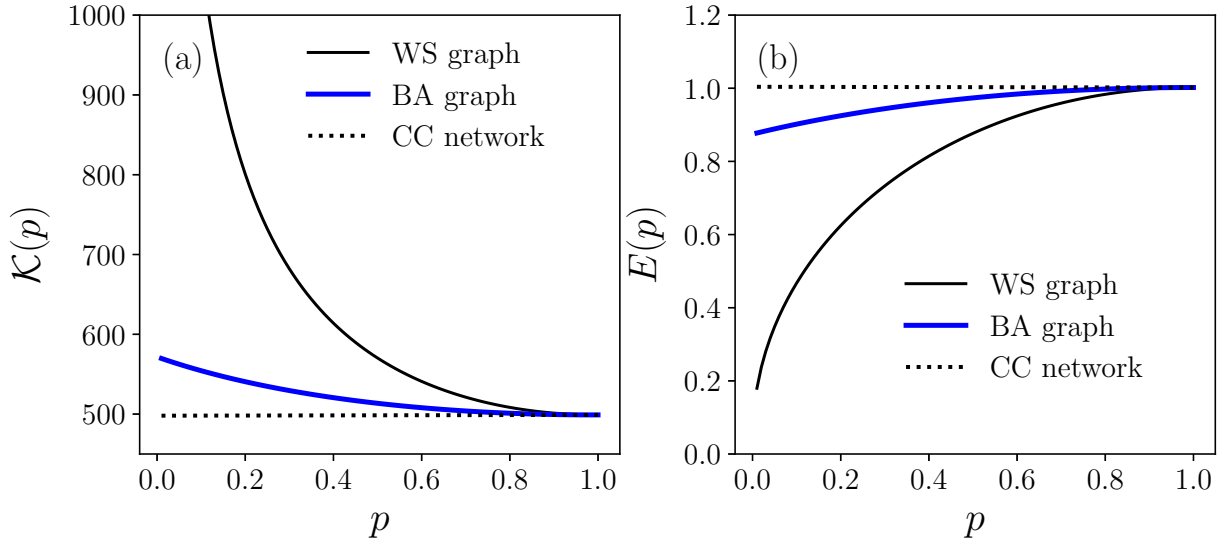 (a)
WS graph
BA graph
CC network
1000
900
800
700
600
500
0.0 0.2 0.4 0.6 0.8 1.0
p
𝒦(p)
(b)
WS graph
BA graph
CC network
1.2
1.0
0.8
0.6
0.4
0.2
0.0
0.0 0.2 0.4 0.6 0.8 1.0
p
E(p)